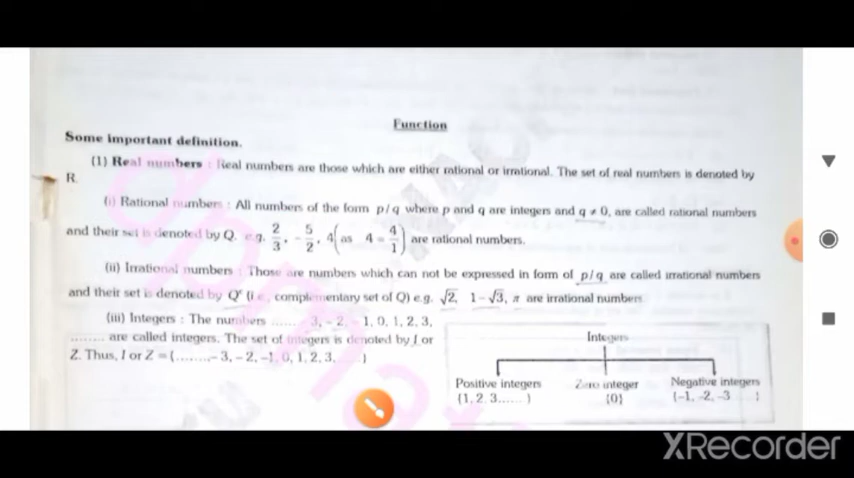 Function
Some important definition.
(1) Real numbers : Real numbers are those which are either rational or irrational. The set of real numbers is denoted by
R.
(i) Rational numbers : All numbers of the form p/q where p and q are integers and q ≠ 0, are called rational numbers
and their set is denoted by Q. e.g. 2/3, -5/2, 4(as 4 = 4/1) are rational numbers.
(ii) Irrational numbers : Those are numbers which can not be expressed in form of p/q are called irrational numbers
and their set is denoted by Qᶜ (i.e., complementary set of Q) e.g. √2, 1-√3, π are irrational numbers.
(iii) Integers : The numbers ....... 3, - 2, - 1, 0, 1, 2, 3,
........ are called integers. The set of integers is denoted by I or
Z. Thus, I or Z = {........- 3, - 2, -1, 0, 1, 2, 3, ..... }
Integers
Positive integers Zero integer Negative integers
{1, 2, 3...... } {0} {-1, -2, -3 .... }
XRecorder